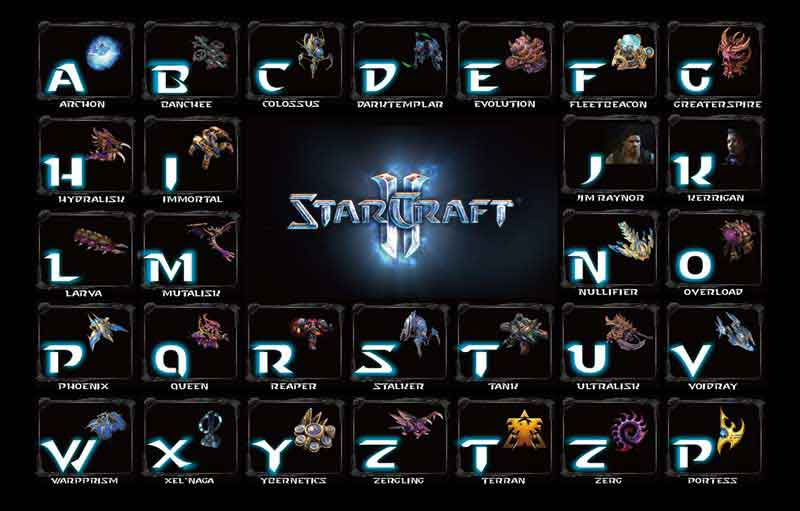 A B C D E F G
ARCHON BANCHEE COLOSSUS DARKTEMPLAR EVOLUTION FLEETBEACON GREATERSPIRE
H I J K
HYDRALISK IMMORTAL JIM RAYNOR KERRIGAN
STARCRAFT
II
L M N O
LARVA MUTALISK NULLIFIER OVERLOAD
P Q R S T U V
PHOENIX QUEEN REAPER STALKER TANK ULTRALISK VOIDRAY
W X Y Z T Z P
WARPPRISM XEL'NAGA YBERNETICS ZERGLING TERRAN ZERG PORTESS